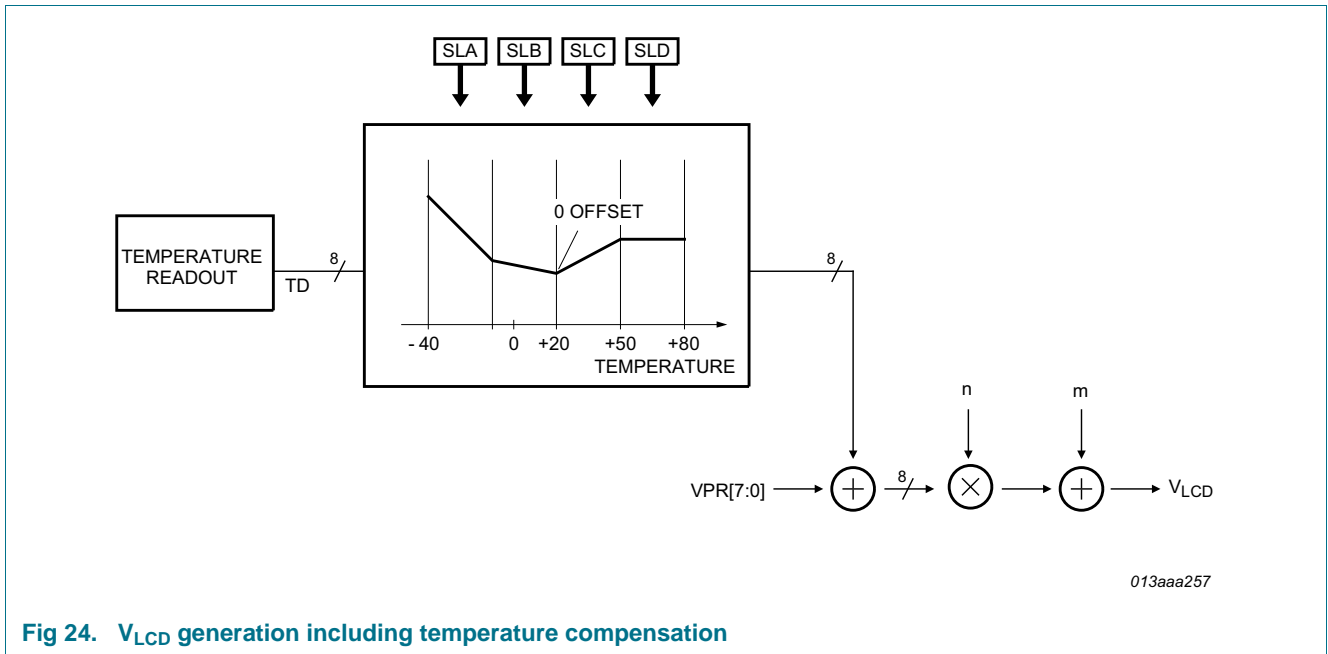 SLA SLB SLC SLD
0 OFFSET
TEMPERATURE
READOUT
8
TD
8
- 40 0 +20 +50 +80
TEMPERATURE
n m
VPR[7:0] + 8 × + VLCD
013aaa257
Fig 24. VLCD generation including temperature compensation